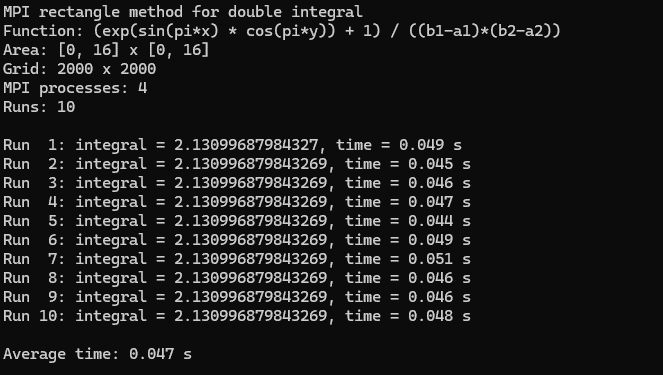 MPI rectangle method for double integral
Function: (exp(sin(pi*x) * cos(pi*y)) + 1) / ((b1-a1)*(b2-a2))
Area: [0, 16] x [0, 16]
Grid: 2000 x 2000
MPI processes: 4
Runs: 10
Run  1: integral = 2.13099687984327, time = 0.049 s
Run  2: integral = 2.130996879843269, time = 0.045 s
Run  3: integral = 2.130996879843269, time = 0.046 s
Run  4: integral = 2.130996879843269, time = 0.047 s
Run  5: integral = 2.130996879843269, time = 0.044 s
Run  6: integral = 2.130996879843269, time = 0.049 s
Run  7: integral = 2.130996879843269, time = 0.051 s
Run  8: integral = 2.130996879843269, time = 0.046 s
Run  9: integral = 2.130996879843269, time = 0.046 s
Run 10: integral = 2.130996879843269, time = 0.048 s
Average time: 0.047 s